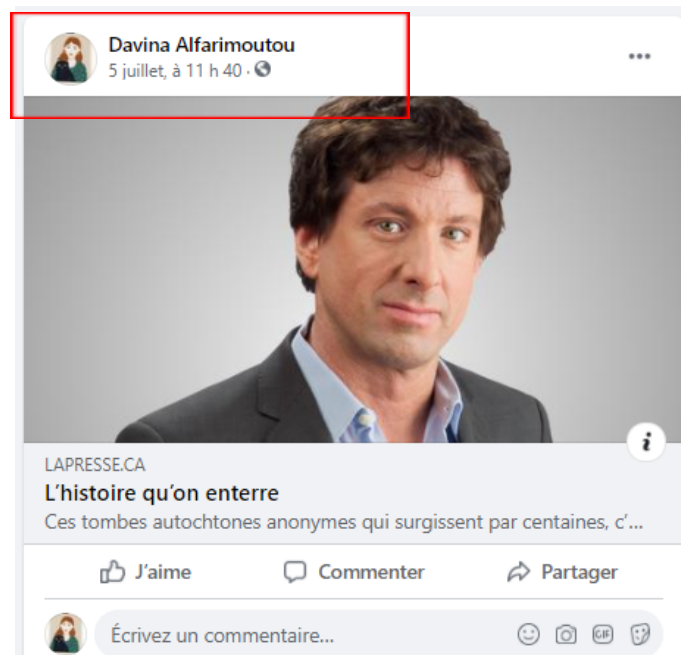 Davina Alfarimoutou
5 juillet, à 11 h 40 ·
LAPRESSE.CA
L'histoire qu'on enterre
Ces tombes autochtones anonymes qui surgissent par centaines, c'...
J'aime
Commenter
Partager
Écrivez un commentaire...
GIF